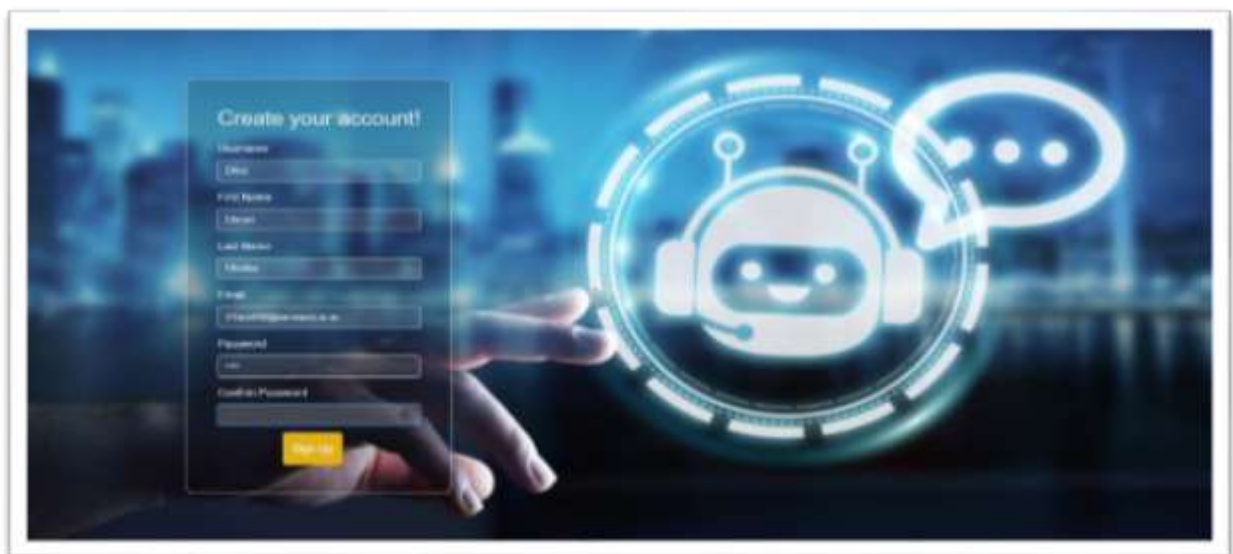 Create your account!
Username
First Name
Last Name
Email
Password
Confirm Password
Sign Up